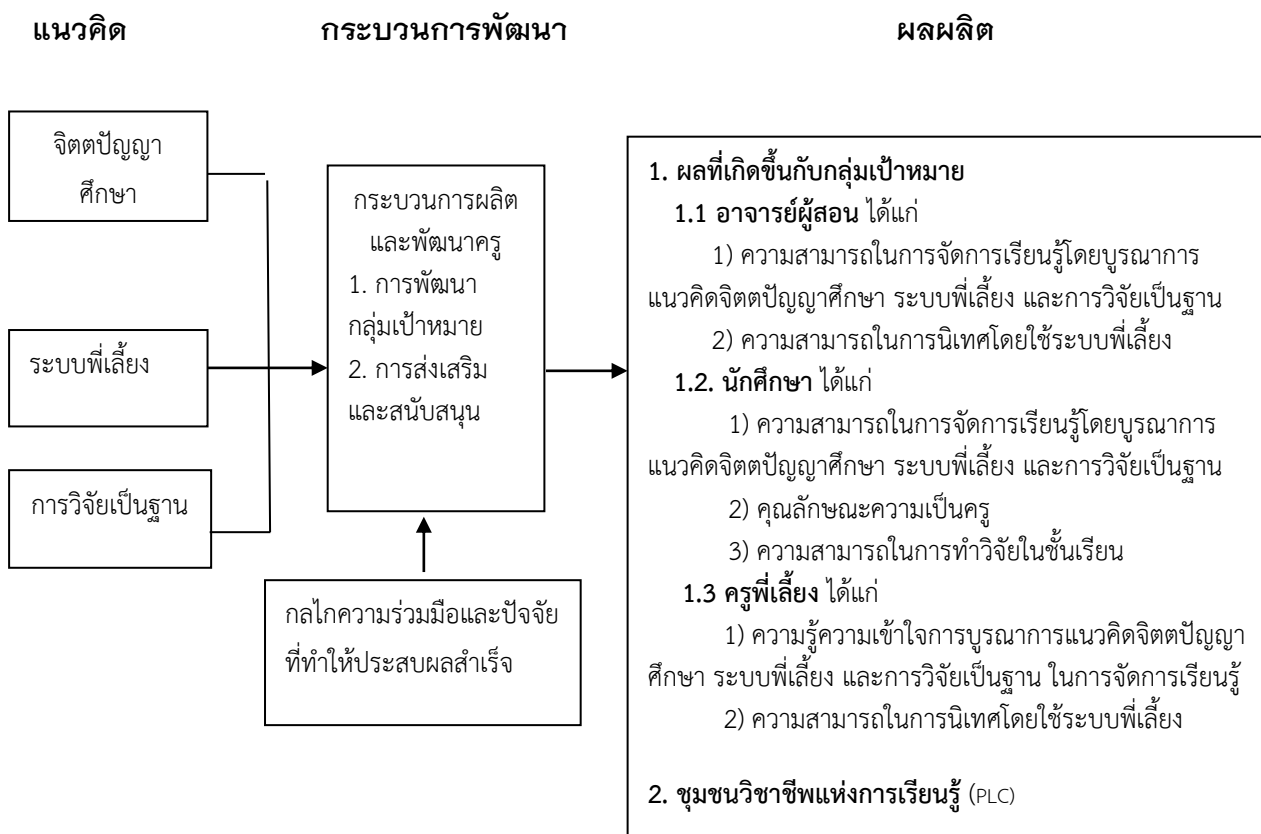 แนวคิด
กระบวนการพัฒนา
ผลผลิต
จิตตปัญญา
ศึกษา
ระบบพี่เลี้ยง
การวิจัยเป็นฐาน
กระบวนการผลิต
และพัฒนาครู
1. การพัฒนา
กลุ่มเป้าหมาย
2. การส่งเสริม
และสนับสนุน
กลไกความร่วมมือและปัจจัย
ที่ทำให้ประสบผลสำเร็จ
1. ผลที่เกิดขึ้นกับกลุ่มเป้าหมาย
1.1 อาจารย์ผู้สอน ได้แก่
1) ความสามารถในการจัดการเรียนรู้โดยบูรณาการ
แนวคิดจิตตปัญญาศึกษา ระบบพี่เลี้ยง และการวิจัยเป็นฐาน
2) ความสามารถในการนิเทศโดยใช้ระบบพี่เลี้ยง
1.2. นักศึกษา ได้แก่
1) ความสามารถในการจัดการเรียนรู้โดยบูรณาการ
แนวคิดจิตตปัญญาศึกษา ระบบพี่เลี้ยง และการวิจัยเป็นฐาน
2) คุณลักษณะความเป็นครู
3) ความสามารถในการทำวิจัยในชั้นเรียน
1.3 ครูพี่เลี้ยง ได้แก่
1) ความรู้ความเข้าใจการบูรณาการแนวคิดจิตตปัญญา
ศึกษา ระบบพี่เลี้ยง และการวิจัยเป็นฐาน ในการจัดการเรียนรู้
2) ความสามารถในการนิเทศโดยใช้ระบบพี่เลี้ยง
2. ชุมชนวิชาชีพแห่งการเรียนรู้ (PLC)